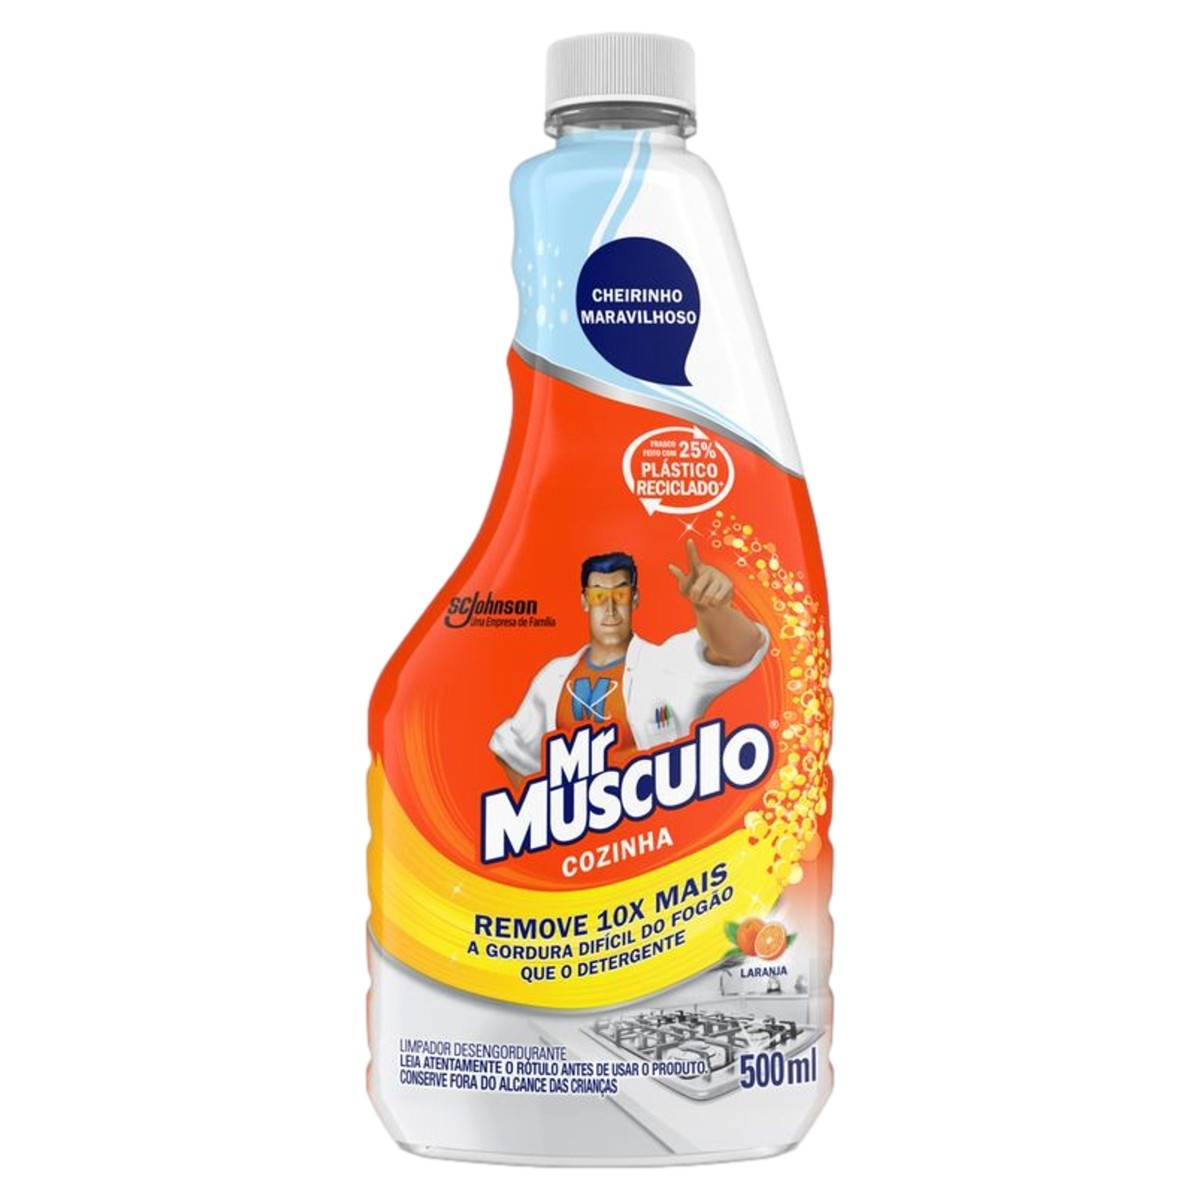 CHEIRINHO
MARAVILHOSO
FRASCO
FEITO COM 25%
PLÁSTICO
RECICLADO*
SC Johnson
Uma Empresa de Família
M
Mr
MUSCULO®
COZINHA
REMOVE 10X MAIS
A GORDURA DIFÍCIL DO FOGÃO
QUE O DETERGENTE
LARANJA
LIMPADOR DESENGORDURANTE
LEIA ATENTAMENTE O RÓTULO ANTES DE USAR O PRODUTO.
CONSERVE FORA DO ALCANCE DAS CRIANÇAS
500ml